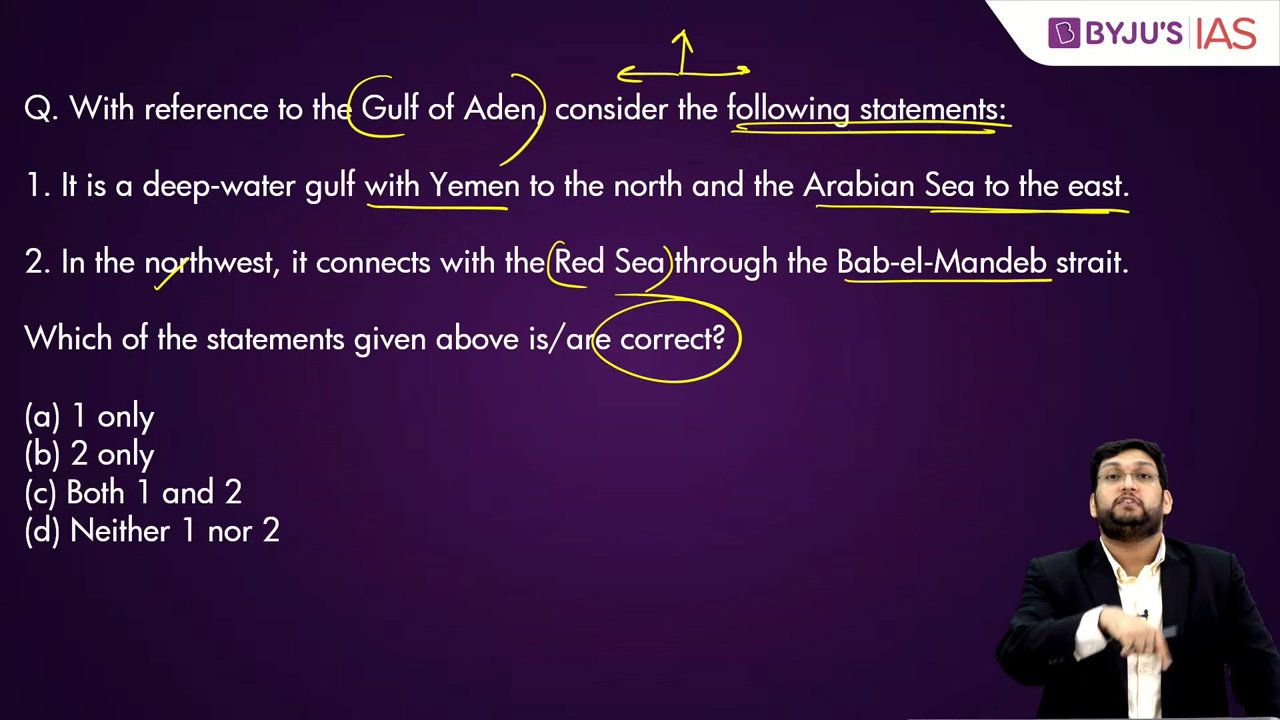 BYJU'S IAS
Q. With reference to the Gulf of Aden, consider the following statements:
1. It is a deep-water gulf with Yemen to the north and the Arabian Sea to the east.
2. In the northwest, it connects with the Red Sea through the Bab-el-Mandeb strait.
Which of the statements given above is/are correct?
(a) 1 only
(b) 2 only
(c) Both 1 and 2
(d) Neither 1 nor 2